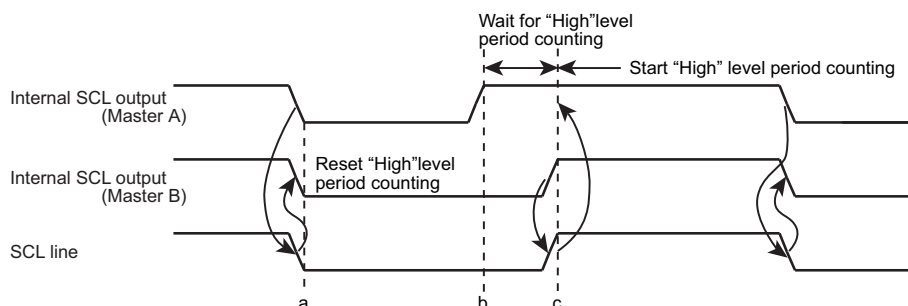 Wait for “High”level
period counting
Start “High” level period counting
Internal SCL output
(Master A)
Reset “High”level
period counting
Internal SCL output
(Master B)
SCL line
a b c